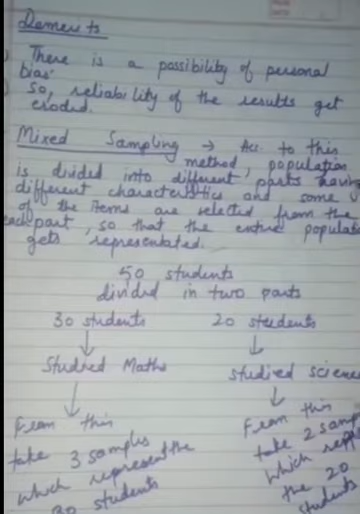 Demerits
There is a possibility of personal
bias.
So, reliability of the results get
eroded.
Mixed Sampling → Acc. to this
method, population
is divided into different parts having
different characteristics and some
of the items are selected from the
each part, so that the entire populat
gets represented.
50 students
divided in two parts
30 students 20 students
Studied Maths studied science
From this From this
take 3 samples take 2 samp
which represent the which repr
30 students the 20
students